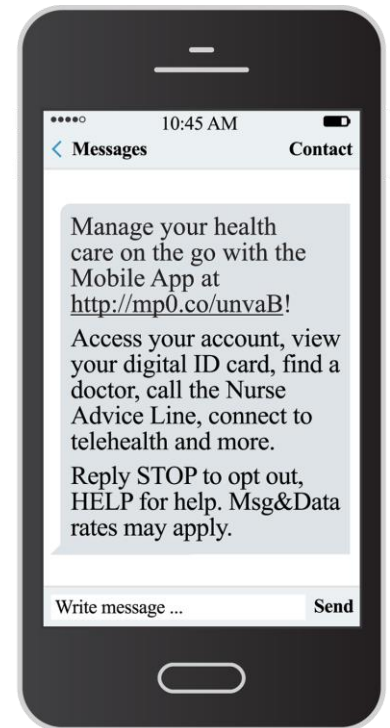 10:45 AM
Messages
Contact
Manage your health
care on the go with the
Mobile App at
http://mp0.co/unvaB!
Access your account, view
your digital ID card, find a
doctor, call the Nurse
Advice Line, connect to
telehealth and more.
Reply STOP to opt out,
HELP for help. Msg&Data
rates may apply.
Write message ...
Send